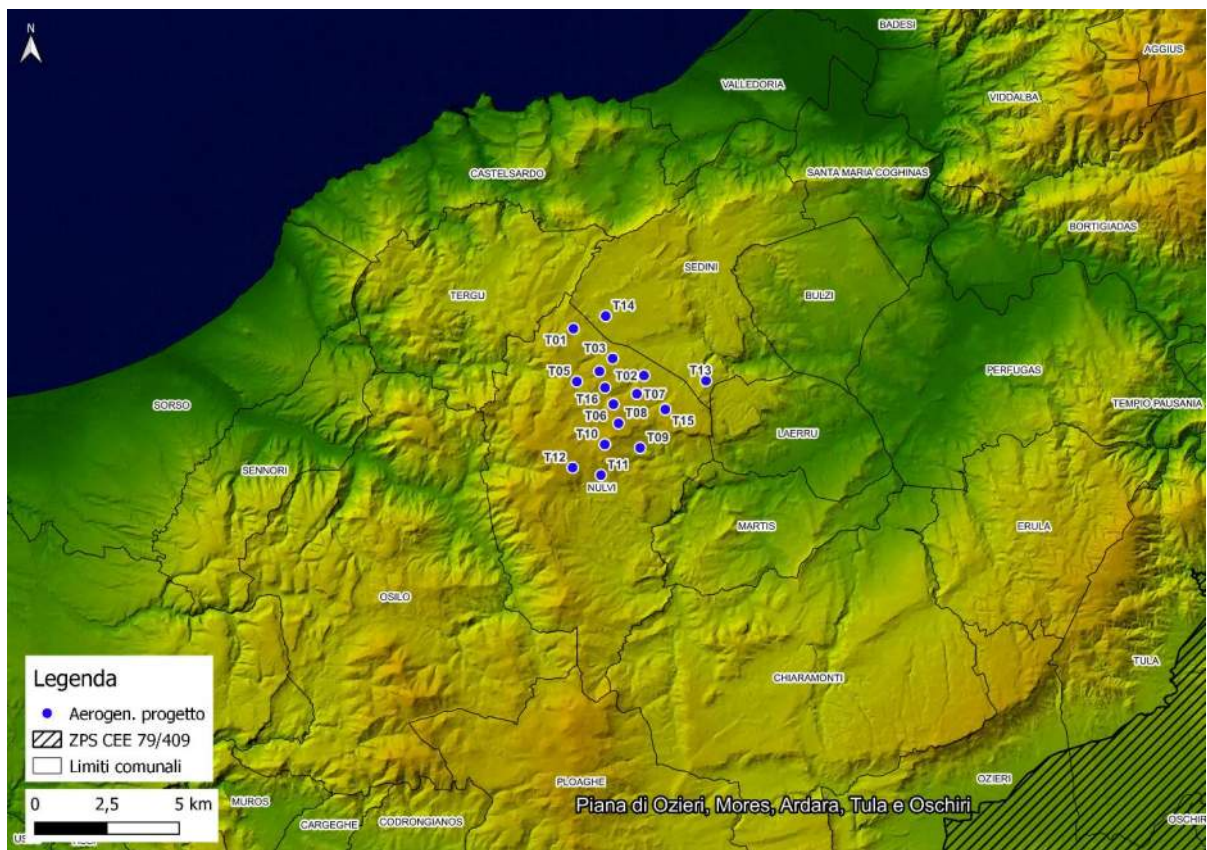 N
BADESI
AGGIUS
VALLEDORIA
VIDDALBA
CASTELSARDO
SANTA MARIA COGHINAS
BORTIGIADAS
SEDINI
TERGU
BULZI
T14
T01
T03
T05
T02
T13
PERFUGAS
T07
T16
TEMPIO PAUSANIA
SORSO
T06
T08
T15
LAERRU
T10
T09
T12
T11
SENNORI
NULVI
MARTIS
ERULA
OSILO
TULA
CHIARAMONTI
Legenda
Aerogen. progetto
ZPS CEE 79/409
Limiti comunali
0 2,5 5 km
PLOAGHE
OZIERI
MUROS
Piana di Ozieri, Mores, Ardara, Tula e Oschiri
CARGEGHE
CODRONGIANOS
OSCHIRI